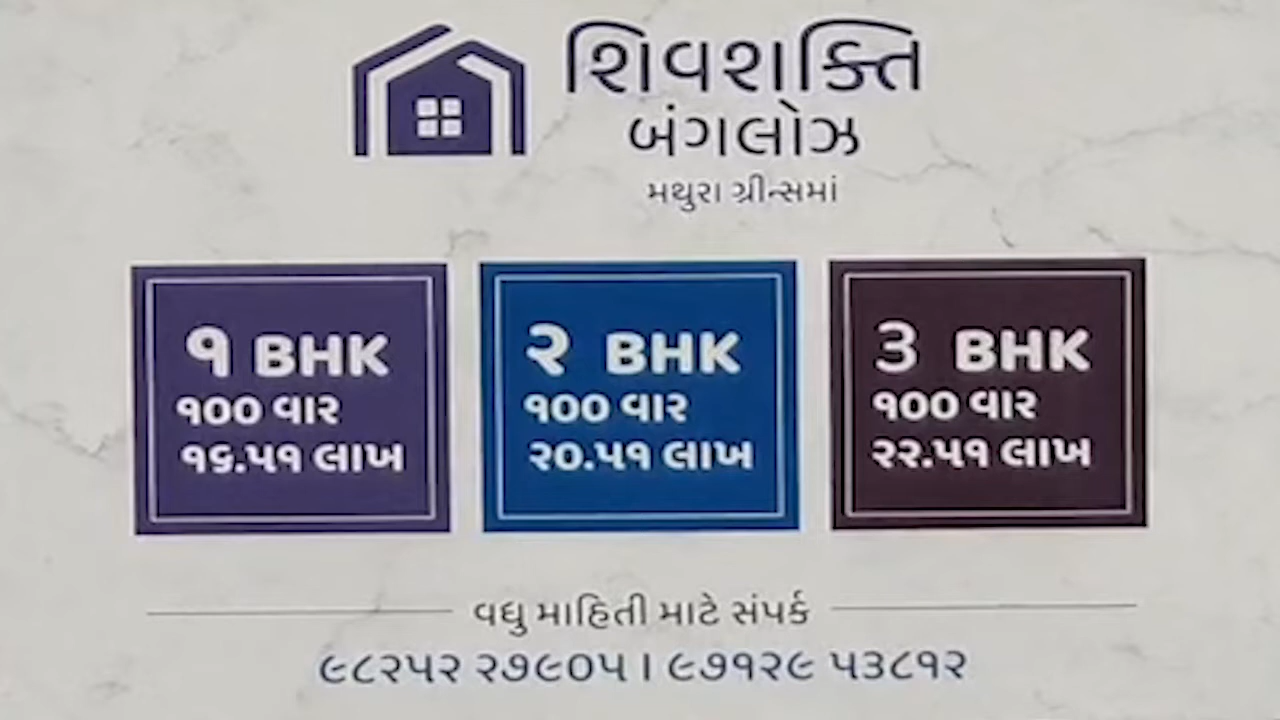 શિવશક્તિ
બંગલોઝ
મથુરા ગ્રીન્સમાં
૧ BHK
૧૦૦ વાર
૧૬.૫૧ લાખ
૨ BHK
૧૦૦ વાર
૨૦.૫૧ લાખ
૩ BHK
૧૦૦ વાર
૨૨.૫૧ લાખ
વધુ માહિતી માટે સંપર્ક
૯૮૨૫૨ ૨૭૯૦૫ | ૯૭૧૨૯ ૫૩૮૧૨